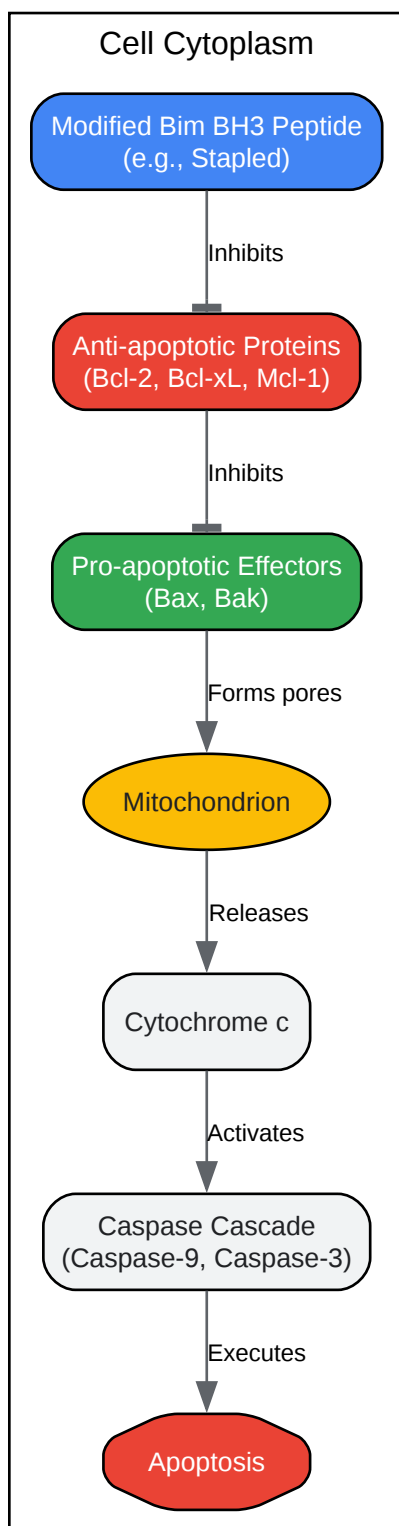 Cell Cytoplasm
Modified Bim BH3 Peptide
(e.g., Stapled)
Inhibits
Anti-apoptotic Proteins
(Bcl-2, Bcl-xL, Mcl-1)
Inhibits
Pro-apoptotic Effectors
(Bax, Bak)
Forms pores
Mitochondrion
Releases
Cytochrome c
Activates
Caspase Cascade
(Caspase-9, Caspase-3)
Executes
Apoptosis